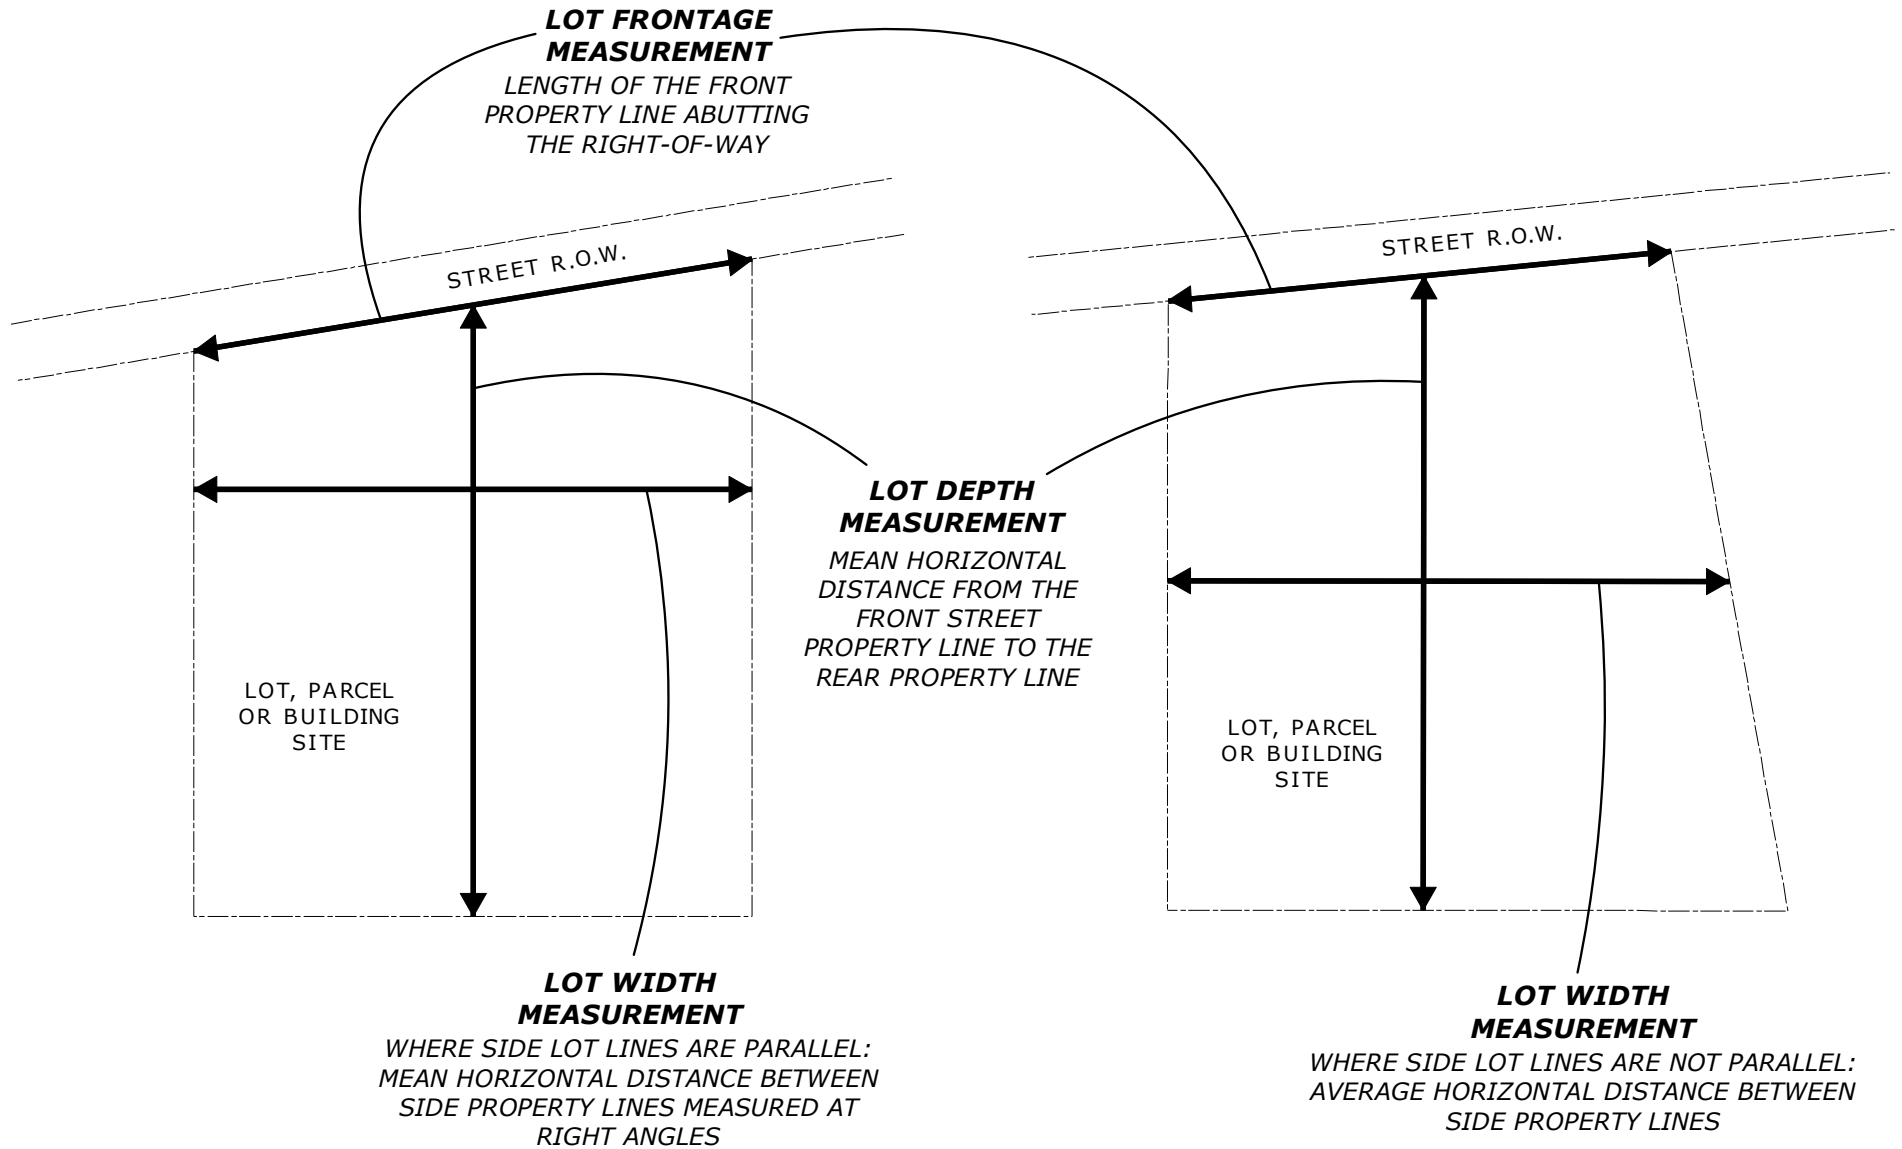 LOT FRONTAGE
MEASUREMENT
LENGTH OF THE FRONT
PROPERTY LINE ABUTTING
THE RIGHT-OF-WAY
STREET R.O.W.
STREET R.O.W.
LOT DEPTH
MEASUREMENT
MEAN HORIZONTAL
DISTANCE FROM THE
FRONT STREET
PROPERTY LINE TO THE
REAR PROPERTY LINE
LOT, PARCEL
OR BUILDING
SITE
LOT, PARCEL
OR BUILDING
SITE
LOT WIDTH
MEASUREMENT
WHERE SIDE LOT LINES ARE PARALLEL:
MEAN HORIZONTAL DISTANCE BETWEEN
SIDE PROPERTY LINES MEASURED AT
RIGHT ANGLES
LOT WIDTH
MEASUREMENT
WHERE SIDE LOT LINES ARE NOT PARALLEL:
AVERAGE HORIZONTAL DISTANCE BETWEEN
SIDE PROPERTY LINES